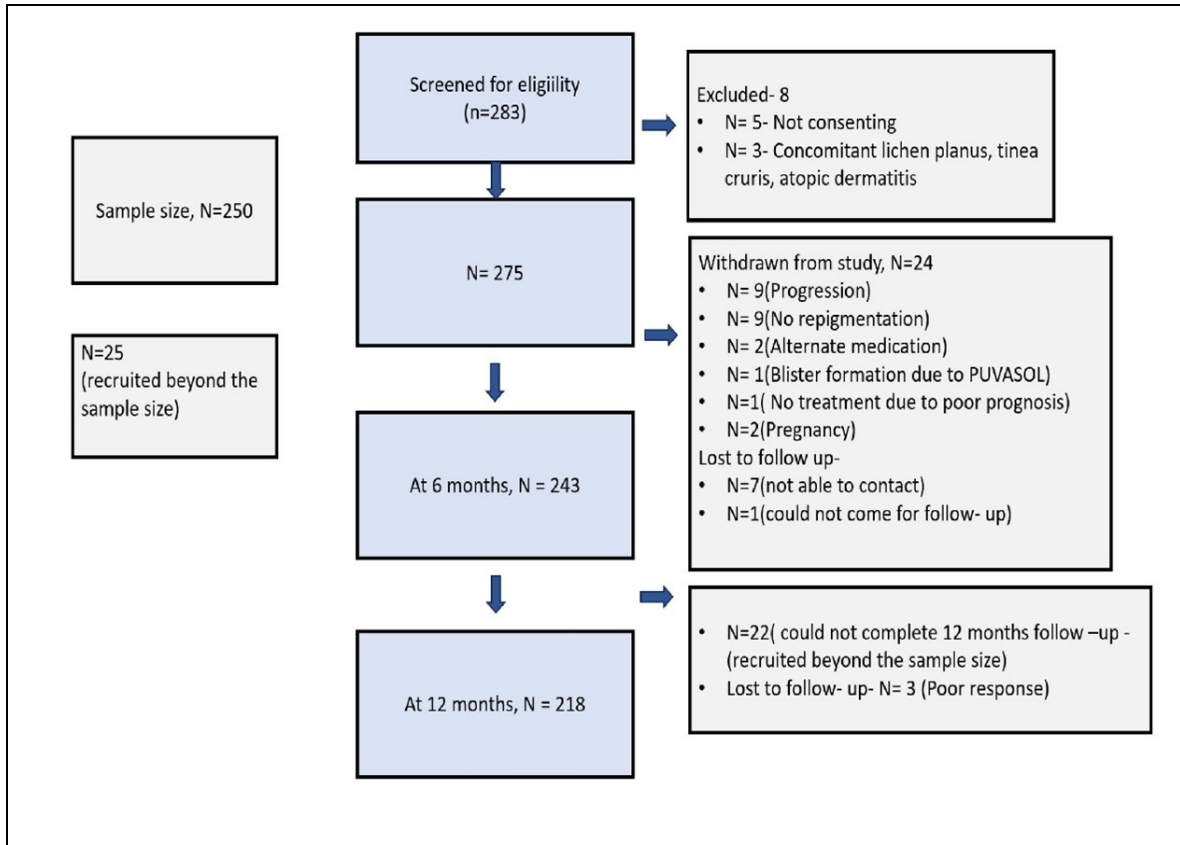 Screened for eligiility
(n=283)
Excluded- 8
• N= 5- Not consenting
• N= 3- Concomitant lichen planus, tinea
cruris, atopic dermatitis
Sample size, N=250
N= 275
N=25
(recruited beyond the
sample size)
Withdrawn from study, N=24
• N= 9(Progression)
• N= 9(No repigmentation)
• N= 2(Alternate medication)
• N= 1(Blister formation due to PUVASOL)
• N=1( No treatment due to poor prognosis)
• N=2(Pregnancy)
Lost to follow up-
• N=7(not able to contact)
• N=1(could not come for follow- up)
At 6 months, N = 243
• N=22( could not complete 12 months follow –up -
(recruited beyond the sample size)
• Lost to follow- up- N= 3 (Poor response)
At 12 months, N = 218